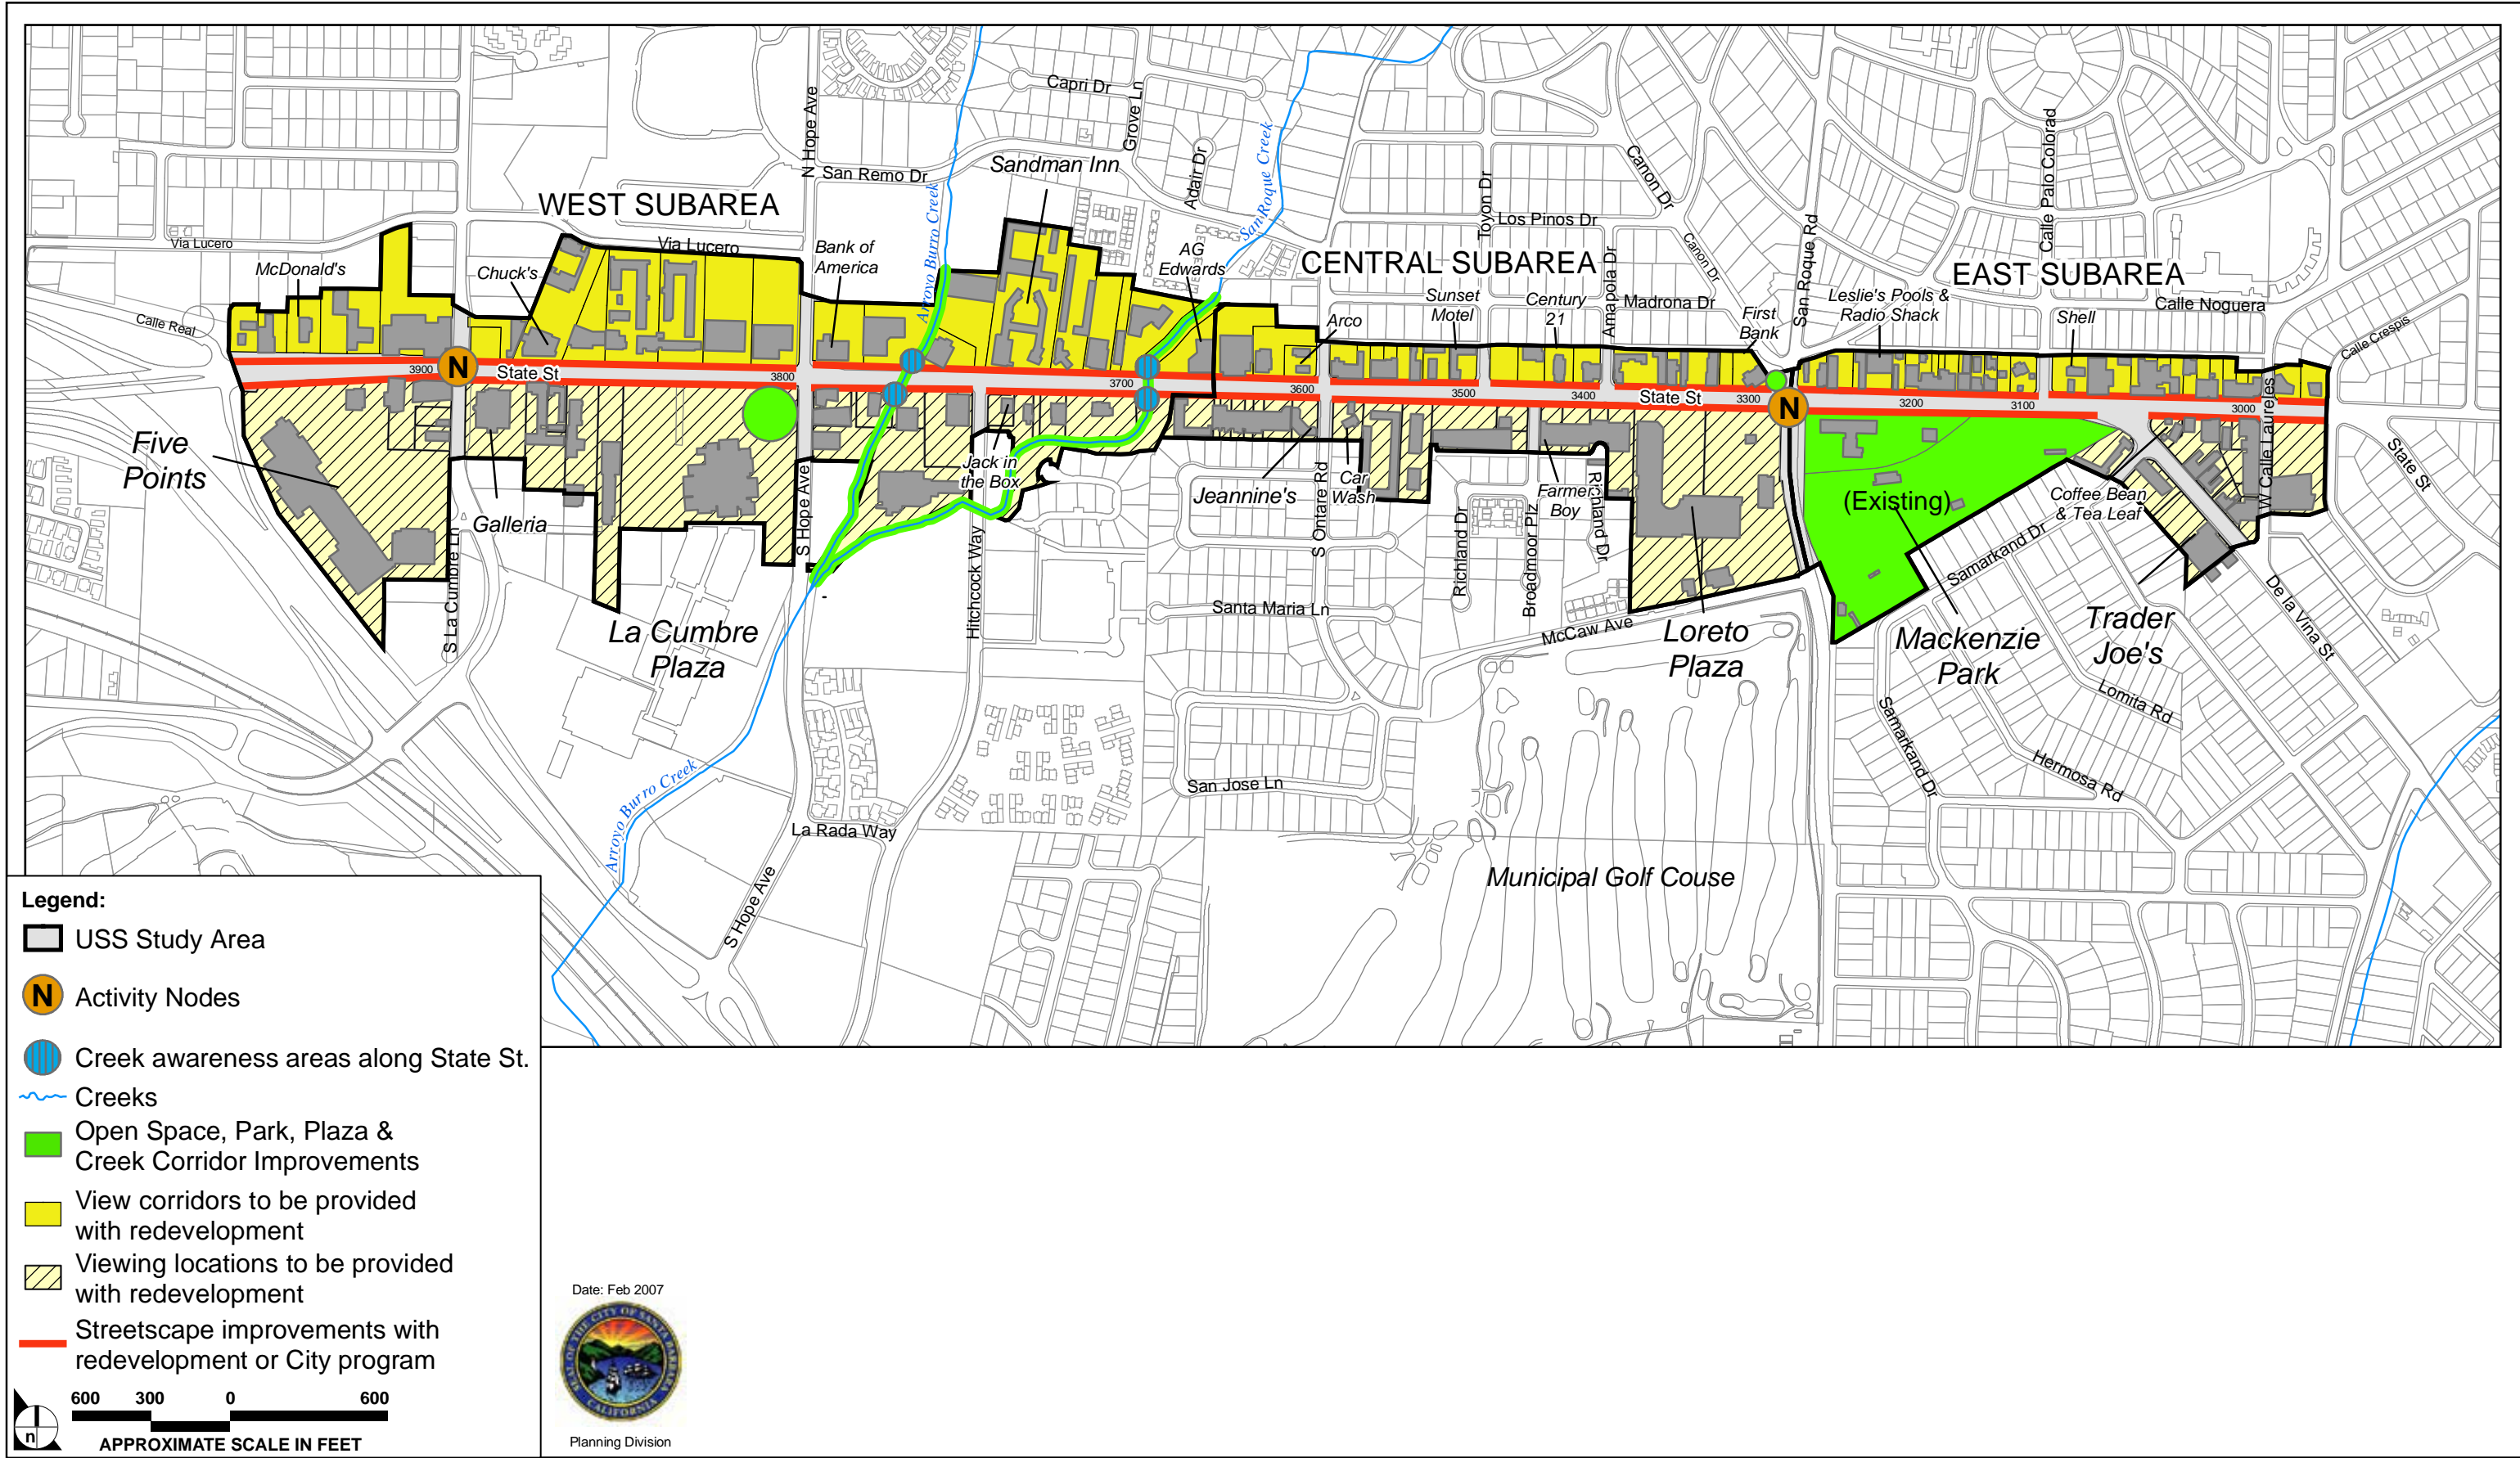 Capri Dr
Grove Ln
N Hope Ave
San Remo Dr
Sandman Inn
Adair Dr
San Roque Creek
Arroyo Burro Creek
Canon Dr
Toyon Dr
Los Pinos Dr
Calle Palo Colorad
San Roque Rd
WEST SUBAREA
Via Lucero
Via Lucero
Bank of
America
AG
Edwards
CENTRAL SUBAREA
Amapola Dr
Canon Dr
EAST SUBAREA
McDonald's
Chuck's
Sunset
Motel
Century
21
Madrona Dr
First
Bank
Leslie's Pools &
Radio Shack
Shell
Calle Noguera
Calle Real
Arco
Calle Crespis
3900
N
State St
3800
3700
3600
3500
3400
State St
3300
N
3200
3100
3000
W Calle Laureles
Five
Points
Galleria
S La Cumbre Ln
S Hope Ave
Jack in
the Box
Hitchcock Way
Jeannine's
S Ontare Rd
Car
Wash
Richland Dr
Broadmoor Plz
Farmer
Boy
Richland Dr
(Existing)
Coffee Bean
& Tea Leaf
State St
Samarkand Dr
De la Vina St
La Cumbre
Plaza
Santa Maria Ln
McCaw Ave
Loreto
Plaza
Mackenzie
Park
Trader
Joe's
Lomita Rd
Samarkand Dr
Hermosa Rd
San Jose Ln
Arroyo Burro Creek
La Rada Way
S Hope Ave
Municipal Golf Couse
Legend:
USS Study Area
N
Activity Nodes
Creek awareness areas along State St.
Creeks
Open Space, Park, Plaza &
Creek Corridor Improvements
View corridors to be provided
with redevelopment
Viewing locations to be provided
with redevelopment
Streetscape improvements with
redevelopment or City program
600 300 0 600
n
APPROXIMATE SCALE IN FEET
Date: Feb 2007
SEAL OF THE CITY OF SANTA BARBARA
CALIFORNIA
Planning Division